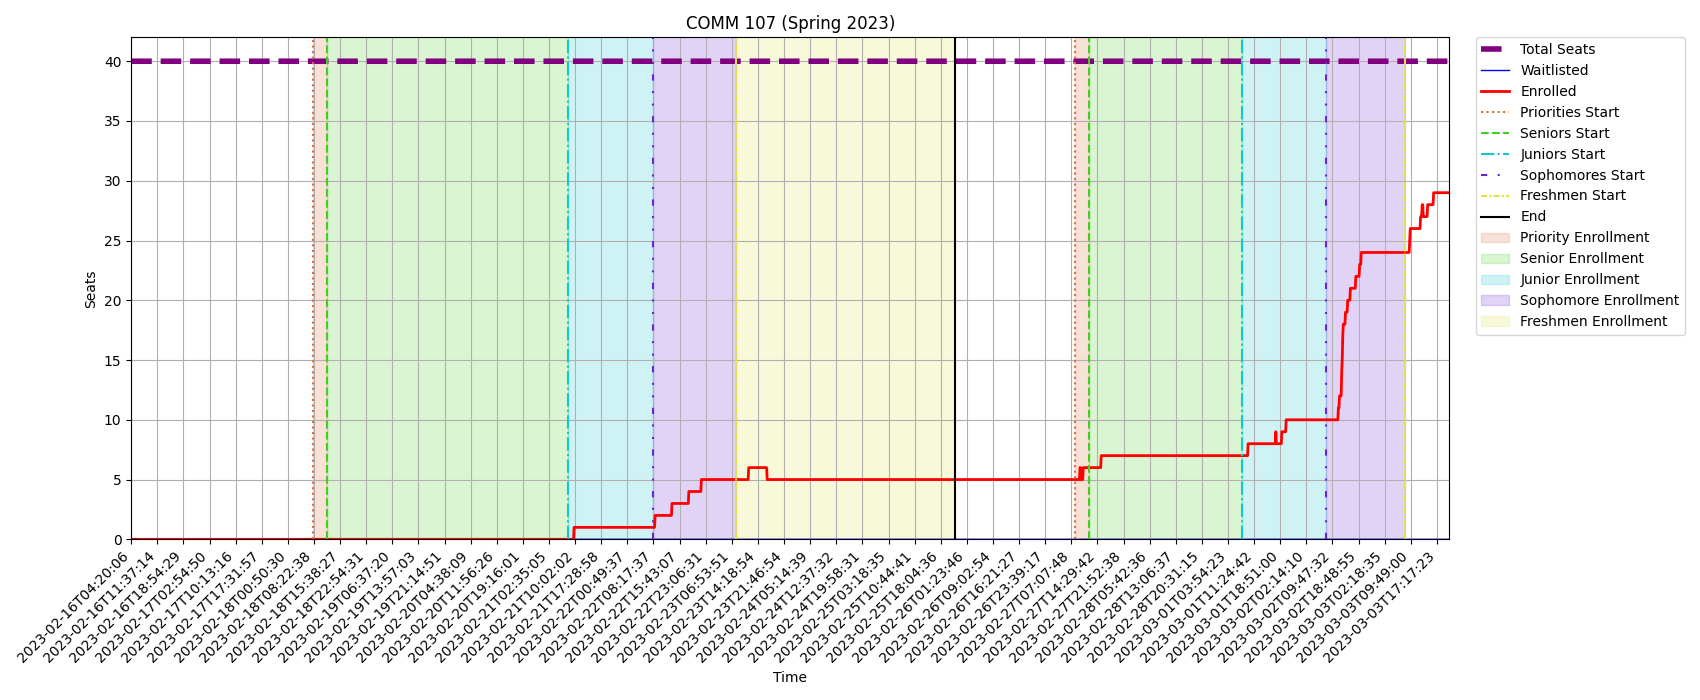 COMM 107 (Spring 2023)
Total Seats
Waitlisted
Enrolled
Priorities Start
Seniors Start
Juniors Start
Sophomores Start
Freshmen Start
End
Priority Enrollment
Senior Enrollment
Junior Enrollment
Sophomore Enrollment
Freshmen Enrollment
Seats
40
35
30
25
20
15
10
5
0
2023-02-16T04:20:06
2023-02-16T11:37:14
2023-02-16T18:54:29
2023-02-17T02:54:50
2023-02-17T10:13:16
2023-02-17T17:31:57
2023-02-18T00:50:30
2023-02-18T08:22:38
2023-02-18T15:38:27
2023-02-18T22:54:31
2023-02-19T06:37:20
2023-02-19T13:57:03
2023-02-19T21:14:51
2023-02-20T04:38:09
2023-02-20T11:56:26
2023-02-20T19:16:01
2023-02-21T02:35:05
2023-02-21T10:02:02
2023-02-21T17:28:58
2023-02-22T00:49:37
2023-02-22T08:17:37
2023-02-22T15:43:07
2023-02-22T23:06:31
2023-02-23T06:53:51
2023-02-23T14:18:54
2023-02-23T21:46:54
2023-02-24T05:14:39
2023-02-24T12:37:32
2023-02-24T19:58:31
2023-02-25T03:18:35
2023-02-25T10:44:41
2023-02-25T18:04:36
2023-02-26T01:23:46
2023-02-26T09:02:54
2023-02-26T16:21:27
2023-02-26T23:39:17
2023-02-27T07:07:48
2023-02-27T14:29:42
2023-02-27T21:52:38
2023-02-28T05:42:36
2023-02-28T13:06:37
2023-02-28T20:31:15
2023-03-01T03:54:23
2023-03-01T11:24:42
2023-03-01T18:51:00
2023-03-02T02:14:10
2023-03-02T09:47:32
2023-03-02T18:48:55
2023-03-03T02:18:35
2023-03-03T09:49:00
2023-03-03T17:17:23
Time